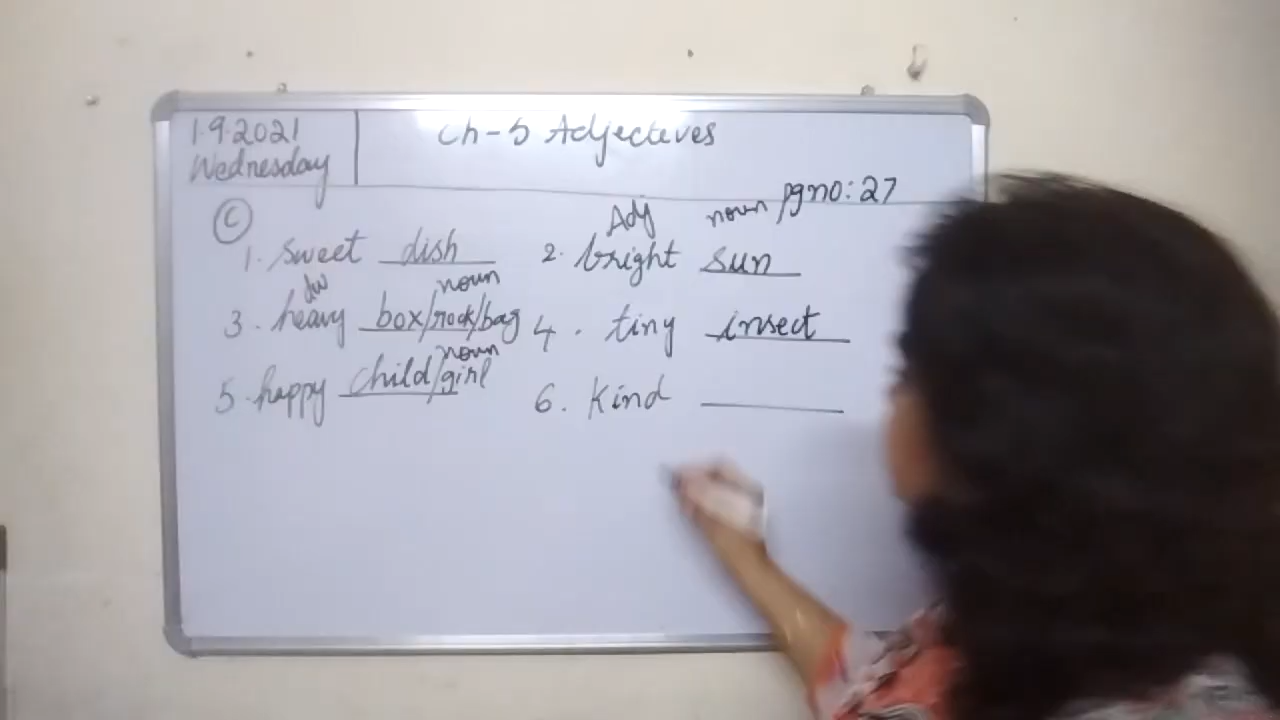 1.9.2021
Wednesday
Ch-5 Adjectives
pg no: 27
C
Adj noun
1. sweet dish 2. bright sun
noun
3. heavy box/rock/bag 4. tiny insect
noun
5. happy child/girl 6. Kind